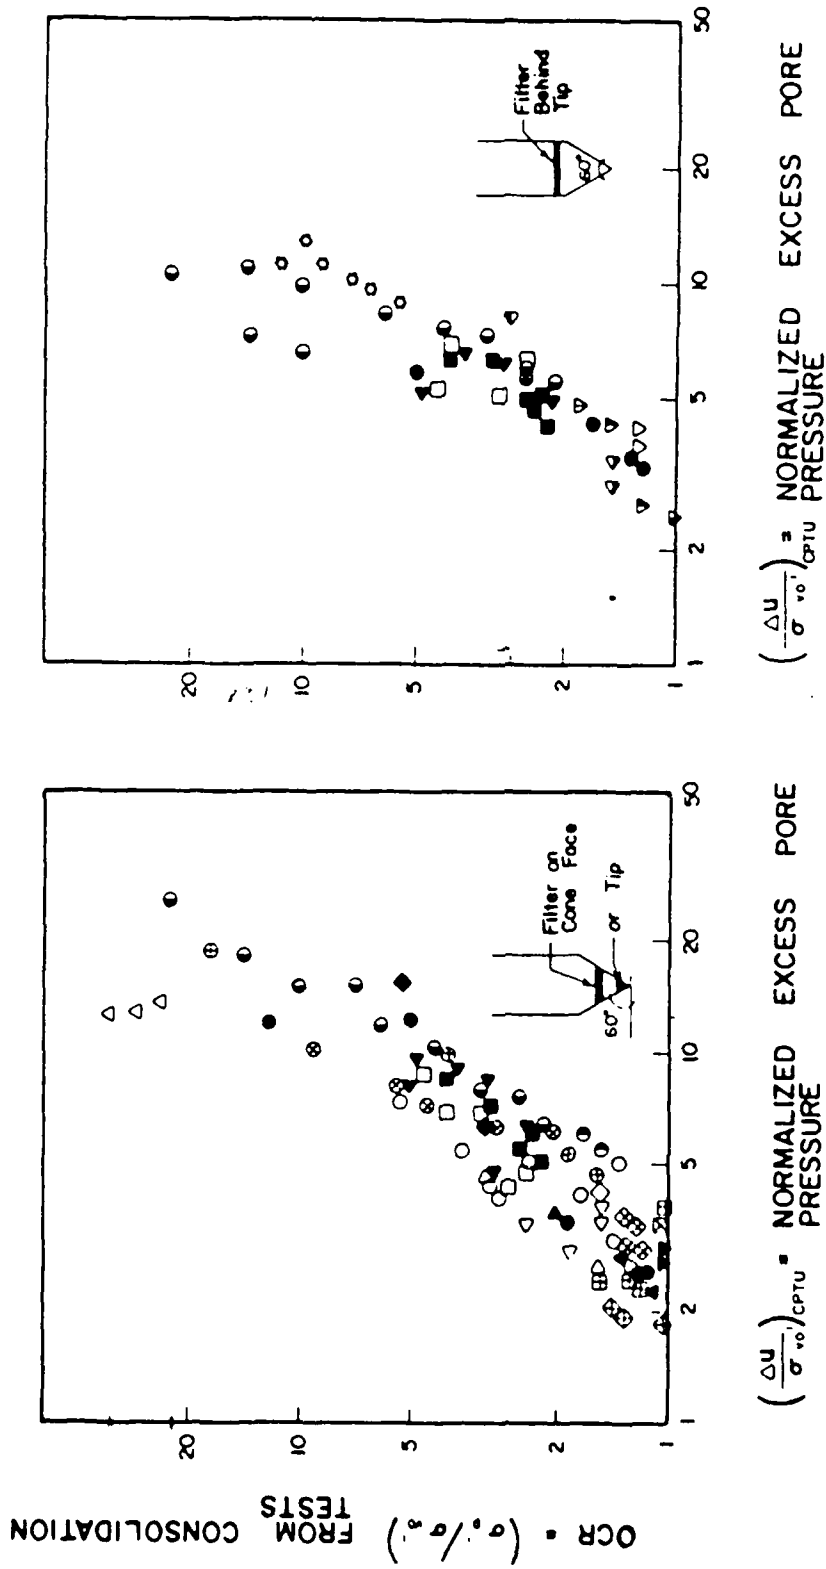 OCR = (σp'/σδ')
FROM CONSOLIDATION
TESTS
20
10
5
2
1
1
2
5
10
20
50
Filter on
Cone Face
or Tip
60°
(Δu/σvo')CPTU = NORMALIZED EXCESS PORE
PRESSURE
20
10
5
2
1
1
2
5
10
20
50
Filter
Behind
Tip
60°
(Δu/σvo')CPTU = NORMALIZED EXCESS PORE
PRESSURE